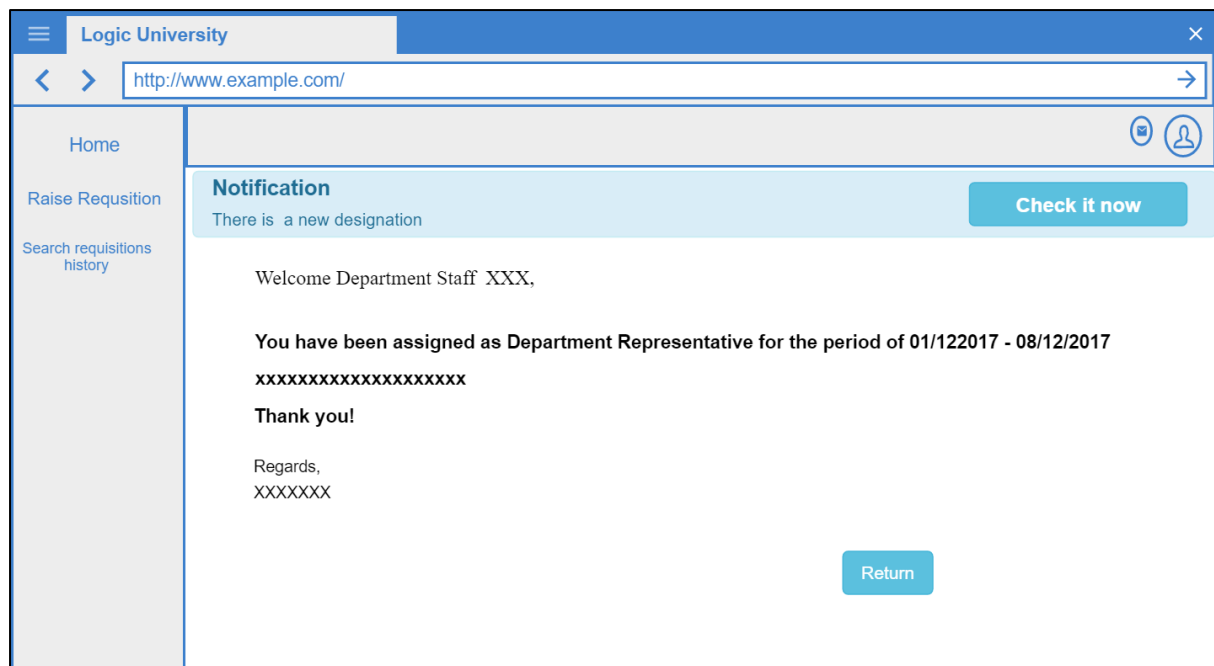 Logic University
http://www.example.com/
Home
Raise Requsition
Search requisitions
history
Notification
There is a new designation
Check it now
Welcome Department Staff XXX,
You have been assigned as Department Representative for the period of 01/122017 - 08/12/2017
xxxxxxxxxxxxxxxxxxxx
Thank you!
Regards,
XXXXXXX
Return